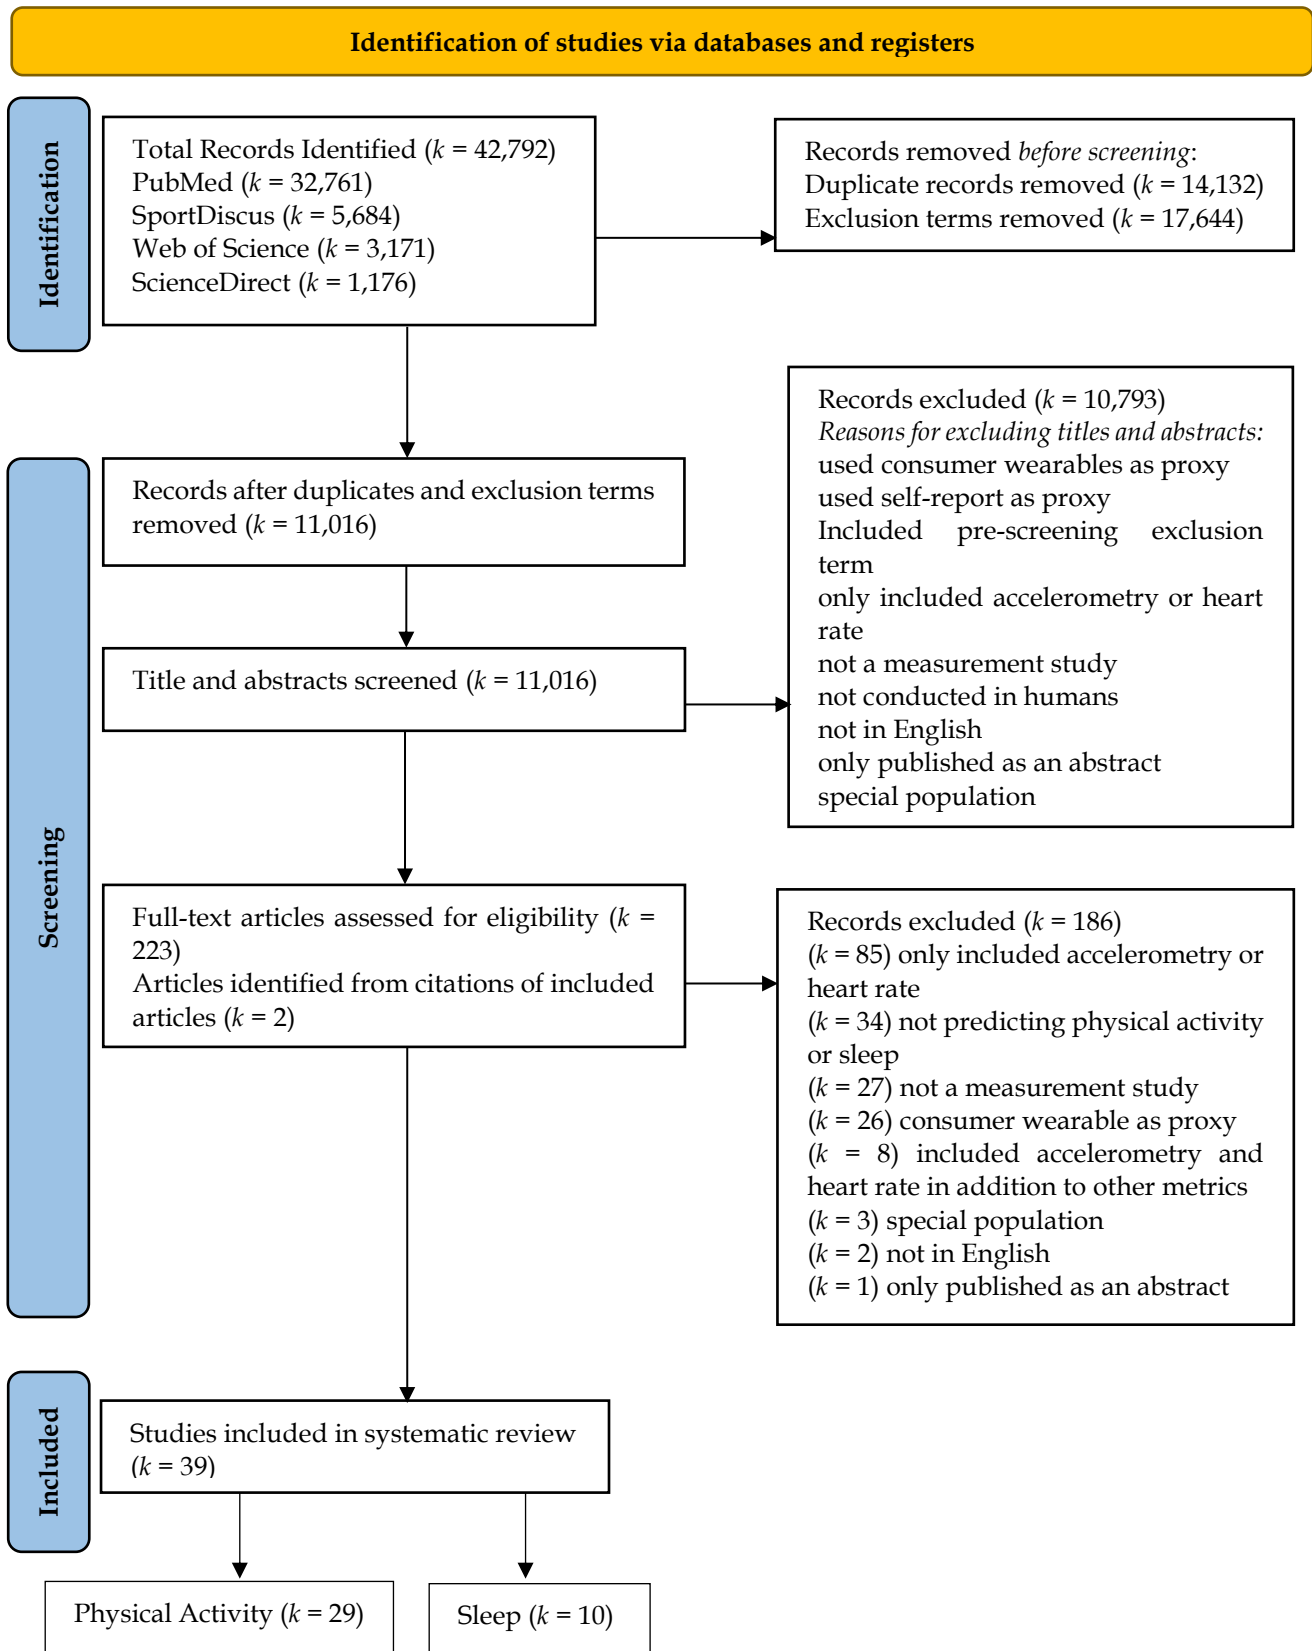 Identification of studies via databases and registers
Identification
Total Records Identified (k = 42,792)
PubMed (k = 32,761)
SportDiscus (k = 5,684)
Web of Science (k = 3,171)
ScienceDirect (k = 1,176)
Records removed before screening:
Duplicate records removed (k = 14,132)
Exclusion terms removed (k = 17,644)
Screening
Records after duplicates and exclusion terms
removed (k = 11,016)
Title and abstracts screened (k = 11,016)
Records excluded (k = 10,793)
Reasons for excluding titles and abstracts:
used consumer wearables as proxy
used self-report as proxy
Included pre-screening exclusion
term
only included accelerometry or heart
rate
not a measurement study
not conducted in humans
not in English
only published as an abstract
special population
Full-text articles assessed for eligibility (k =
223)
Articles identified from citations of included
articles (k = 2)
Records excluded (k = 186)
(k = 85) only included accelerometry or
heart rate
(k = 34) not predicting physical activity
or sleep
(k = 27) not a measurement study
(k = 26) consumer wearable as proxy
(k = 8) included accelerometry and
heart rate in addition to other metrics
(k = 3) special population
(k = 2) not in English
(k = 1) only published as an abstract
Included
Studies included in systematic review
(k = 39)
Physical Activity (k = 29)
Sleep (k = 10)